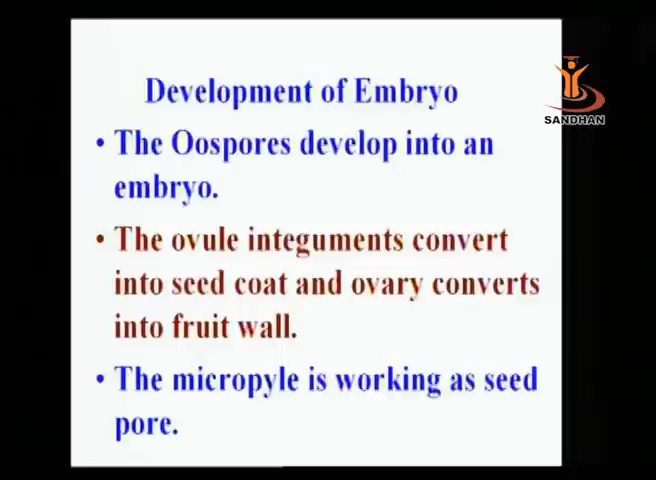 Development of Embryo
SANDHAN
• The Oospores develop into an
embryo.
• The ovule integuments convert
into seed coat and ovary converts
into fruit wall.
• The micropyle is working as seed
pore.